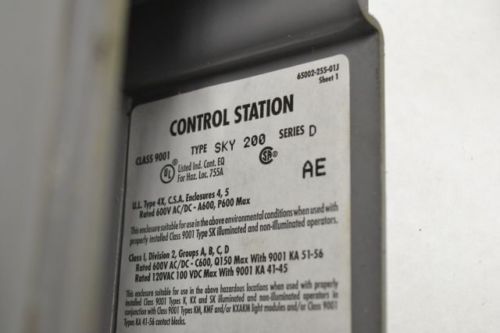 65002-255-01J
Sheet 1
CONTROL STATION
CLASS 9001 TYPE SKY 200 SERIES D
UL Listed Ind. Cont. EQ
For Haz. Loc. 755A
AE
U.L. Type 4X, C.S.A. Enclosures 4, 5
Rated 600V AC/DC - A600, P600 Max
This enclosure suitable for use in the above environmental conditions when used with
properly installed Class 9001 Type SK illuminated and non-illuminated operators.
Class I, Division 2, Groups A, B, C, D
Rated 600V AC/DC - C600, Q150 Max With 9001 KA 51-56
Rated 120VAC 100 VDC Max With 9001 KA 41-45
This enclosure suitable for use in the above hazardous locations when used with properly
installed Class 9001 Types K, KX and SK illuminated and non-illuminated operators, in
conjunction with Class 9001 Types KM, KMF and/or KXAKM light modules and/or Class 9001
Types KA 41-56 contact blocks.